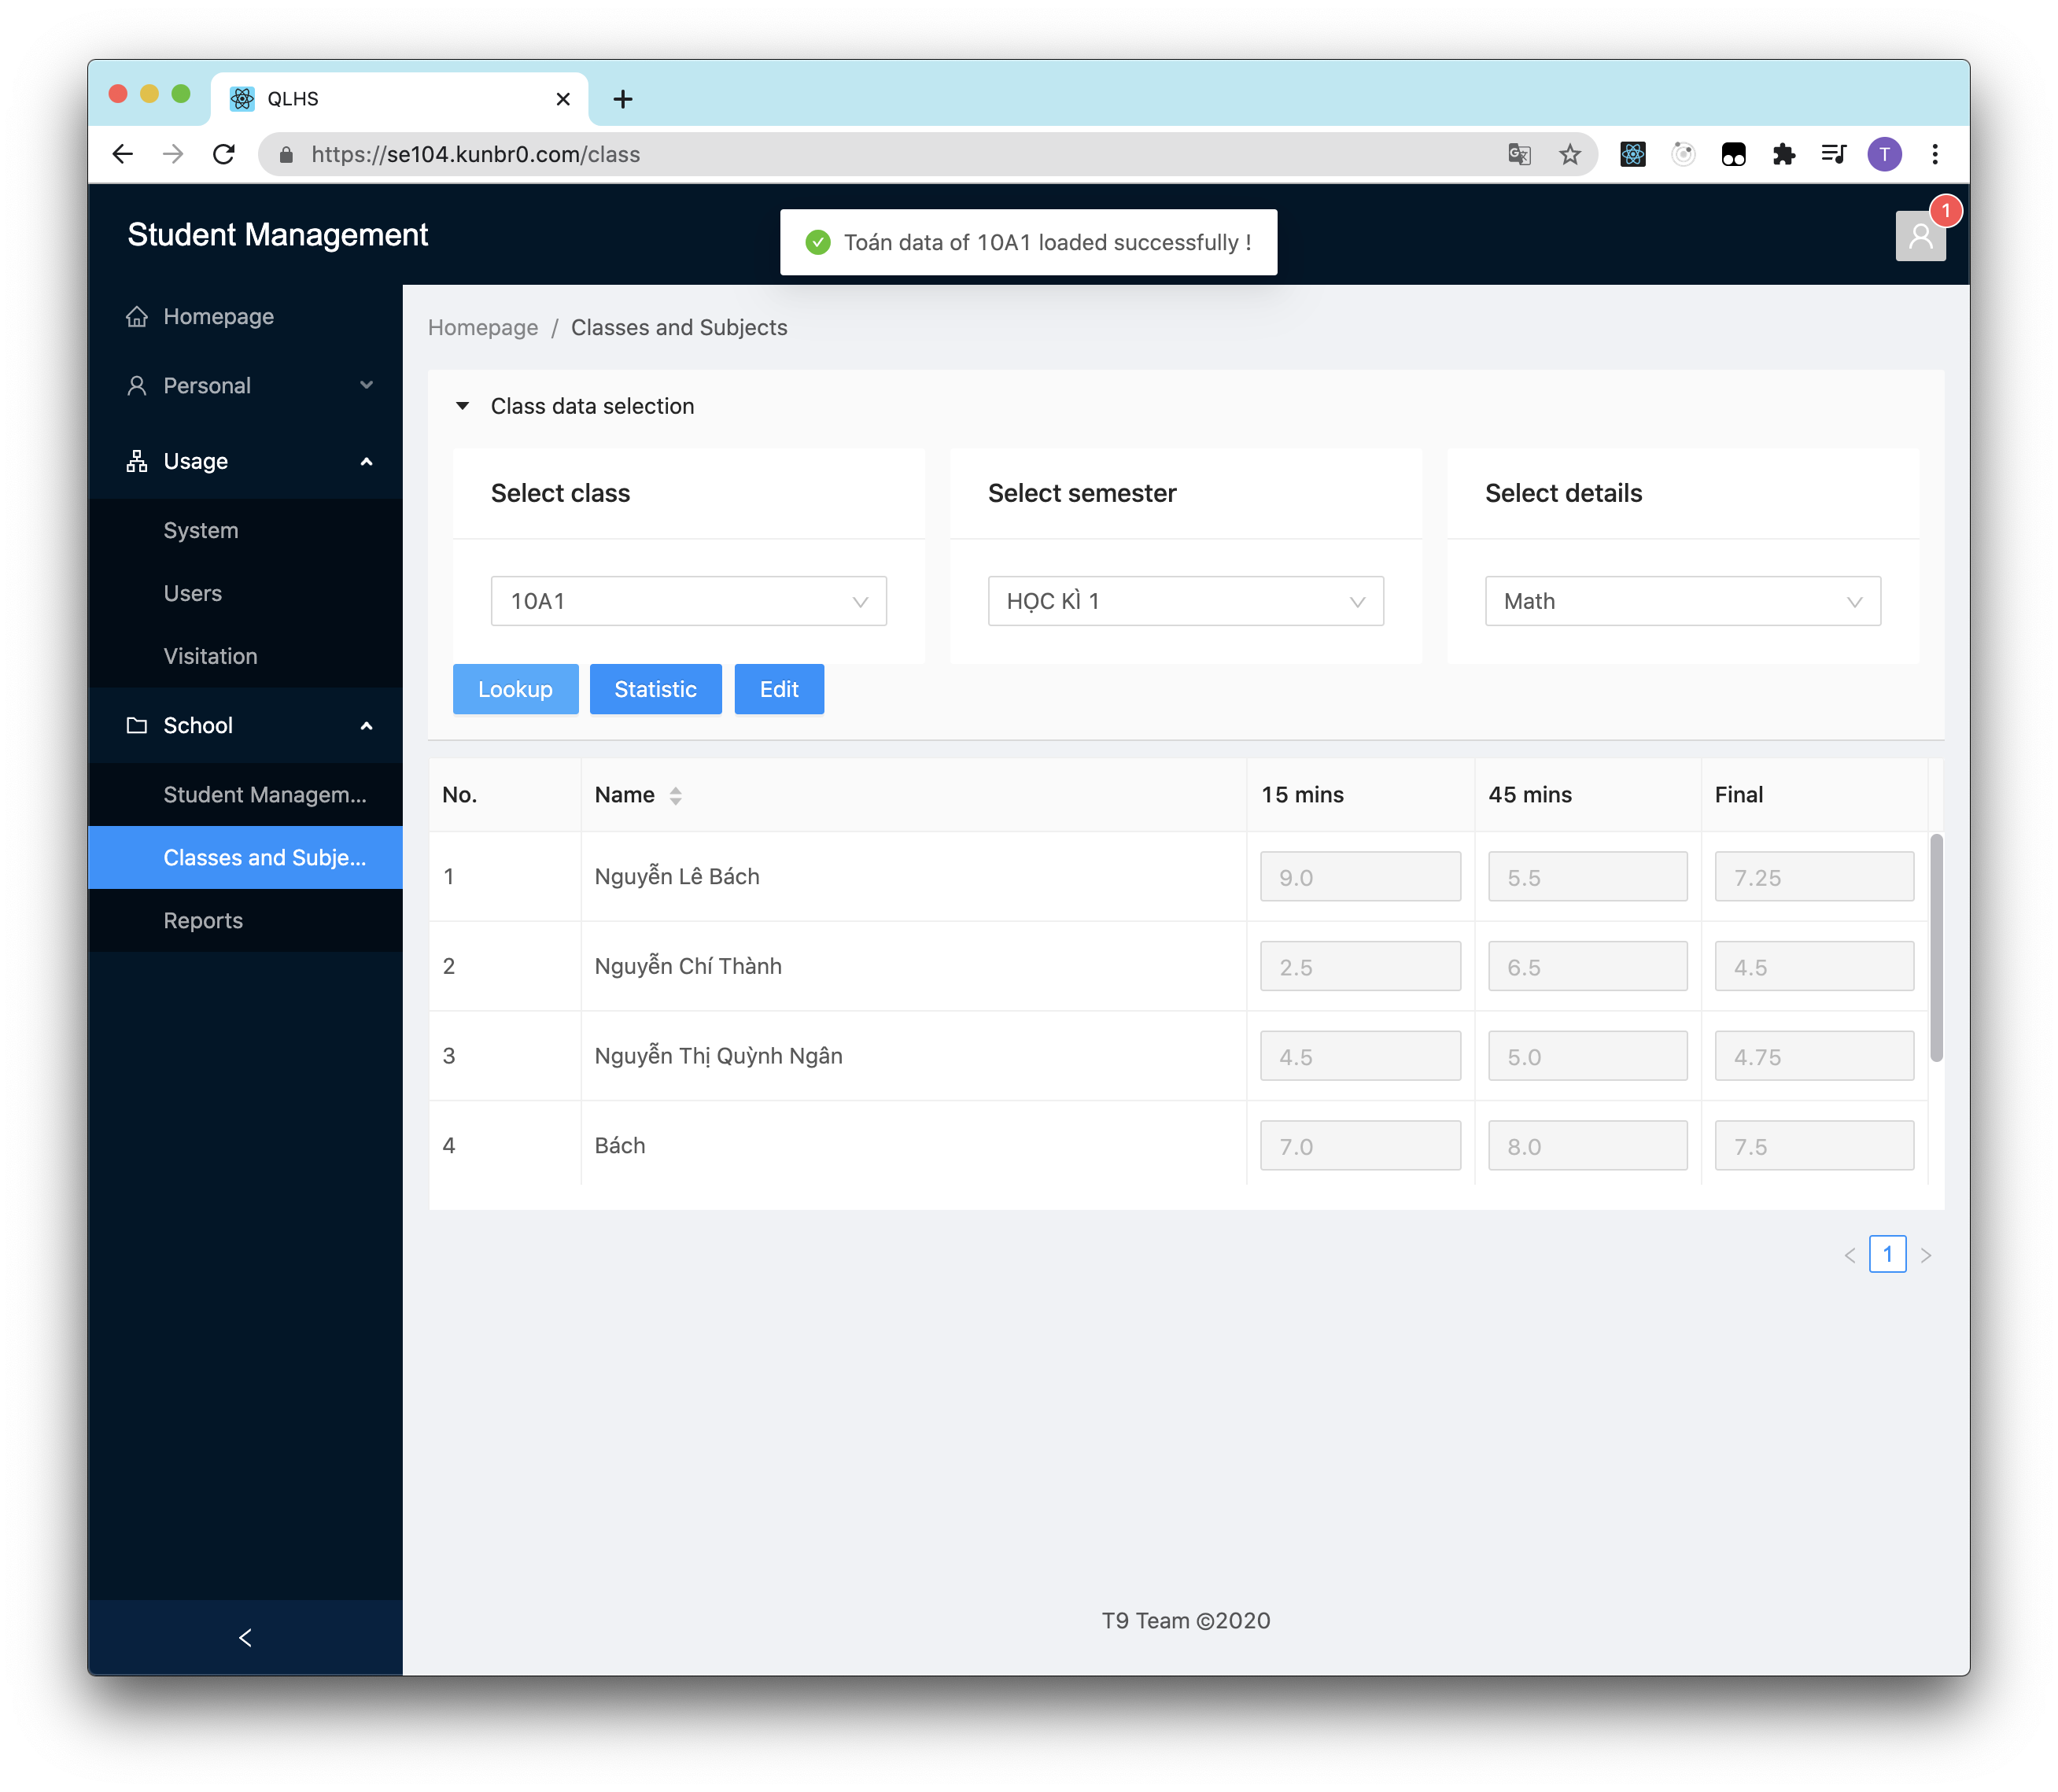 QLHS
https://se104.kunbr0.com/class
T
Student Management
Toán data of 10A1 loaded successfully !
1
Homepage
Personal
Usage
System
Users
Visitation
School
Student Managem...
Classes and Subje...
Reports
Homepage / Classes and Subjects
Class data selection
Select class Select semester Select details
10A1 HỌC KÌ 1 Math
Lookup Statistic Edit
No. Name 15 mins 45 mins Final
1 Nguyễn Lê Bách 9.0 5.5 7.25
2 Nguyễn Chí Thành 2.5 6.5 4.5
3 Nguyễn Thị Quỳnh Ngân 4.5 5.0 4.75
4 Bách 7.0 8.0 7.5
1
T9 Team ©2020